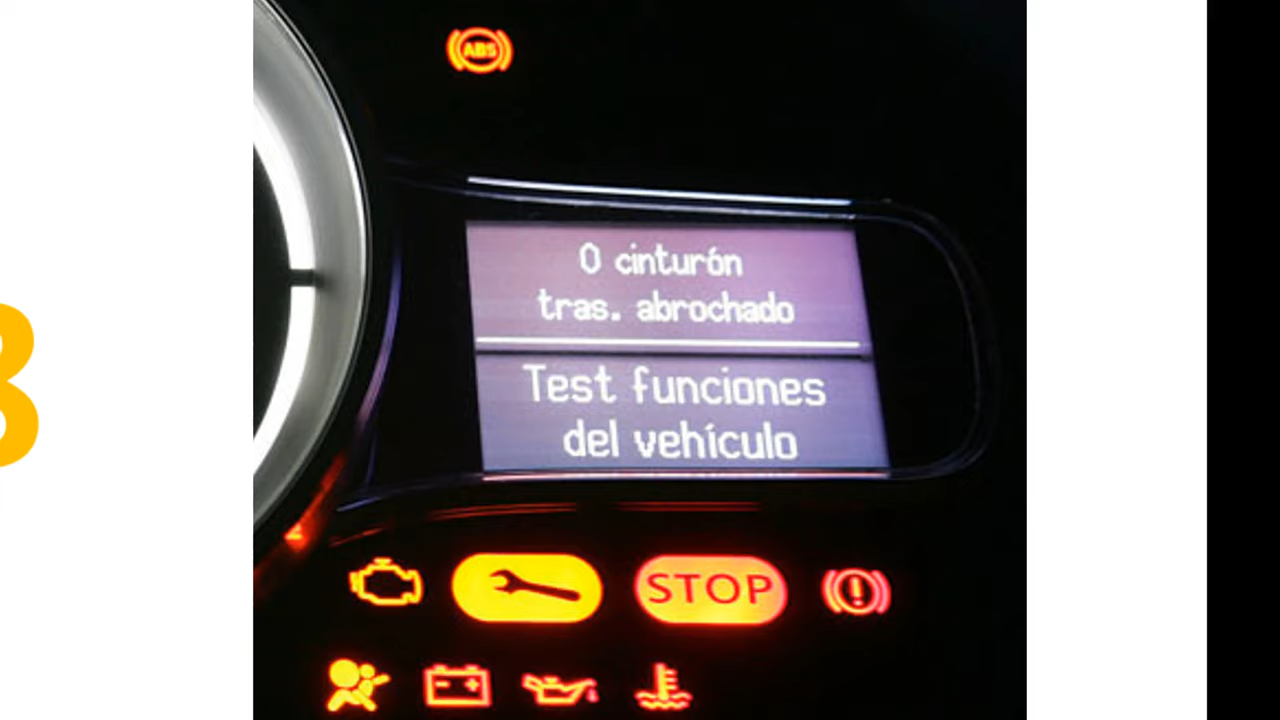 ABS
0 cinturón
tras. abrochado
Test funciones
del vehículo
STOP